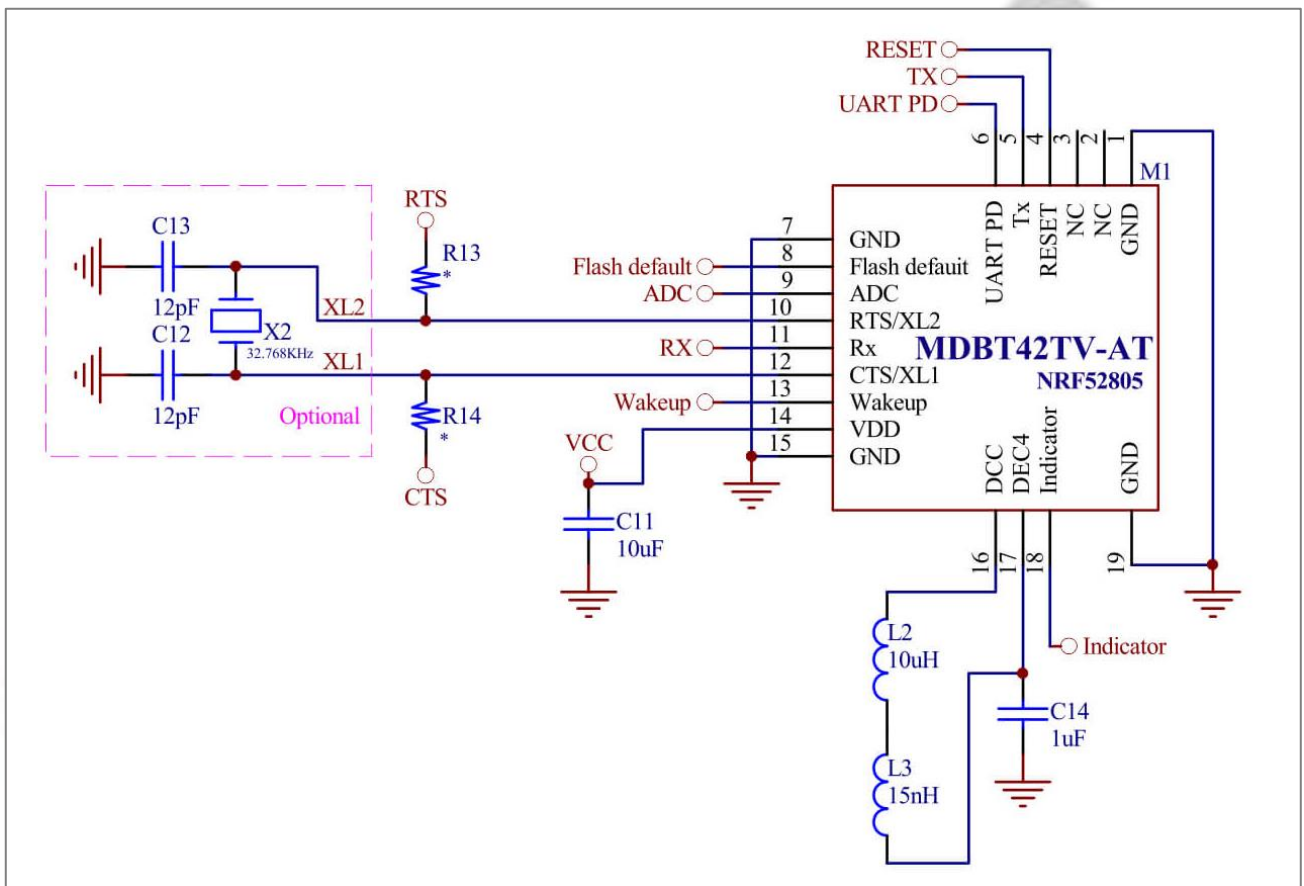 RESET
TX
UART PD
6
5
4
3
2
1
M1
UART PD
Tx
RESET
NC
NC
GND
RTS
R13
*
C13
12pF
XL2
X2
32.768KHz
C12
12pF
XL1
Optional
R14
*
CTS
7
GND
Flash default
8
Flash defauit
ADC
9
ADC
10
RTS/XL2
RX
11
Rx
12
CTS/XL1
Wakeup
13
Wakeup
14
VDD
15
GND
MDBT42TV-AT
NRF52805
VCC
C11
10uF
DCC
DEC4
Indicator
GND
16
17
18
19
L2
10uH
Indicator
C14
1uF
L3
15nH